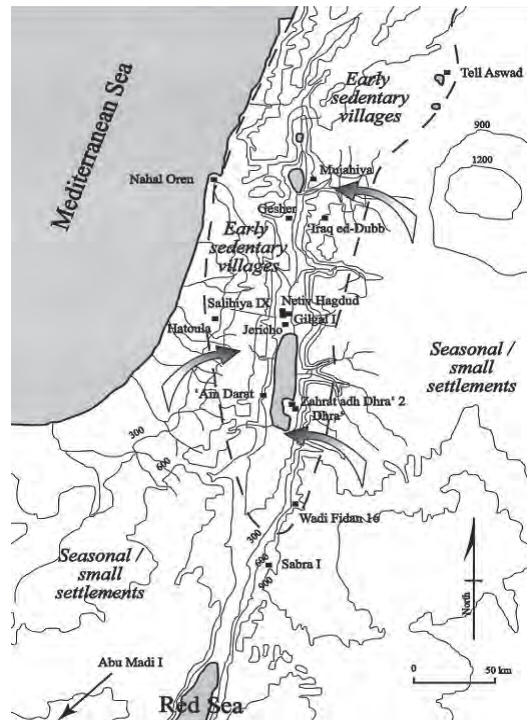 Mediterranean Sea
Early
sedentary
villages
Tell Aswad
900
1200
Nahal Oren
Mujahiya
Gesher
'Iraq ed-Dubb
Early
sedentary
villages
Salibiya IX
Netiv Hagdud
Gilgal I
Hatoula
Jericho
Seasonal /
small
settlements
'Ain Darat
Zahrat adh Dhra' 2
Dhra'
300
600
Wadi Fidan 16
300
600
900
Sabra I
Seasonal /
small
settlements
North
Abu Madi I
Red Sea
0 50 km